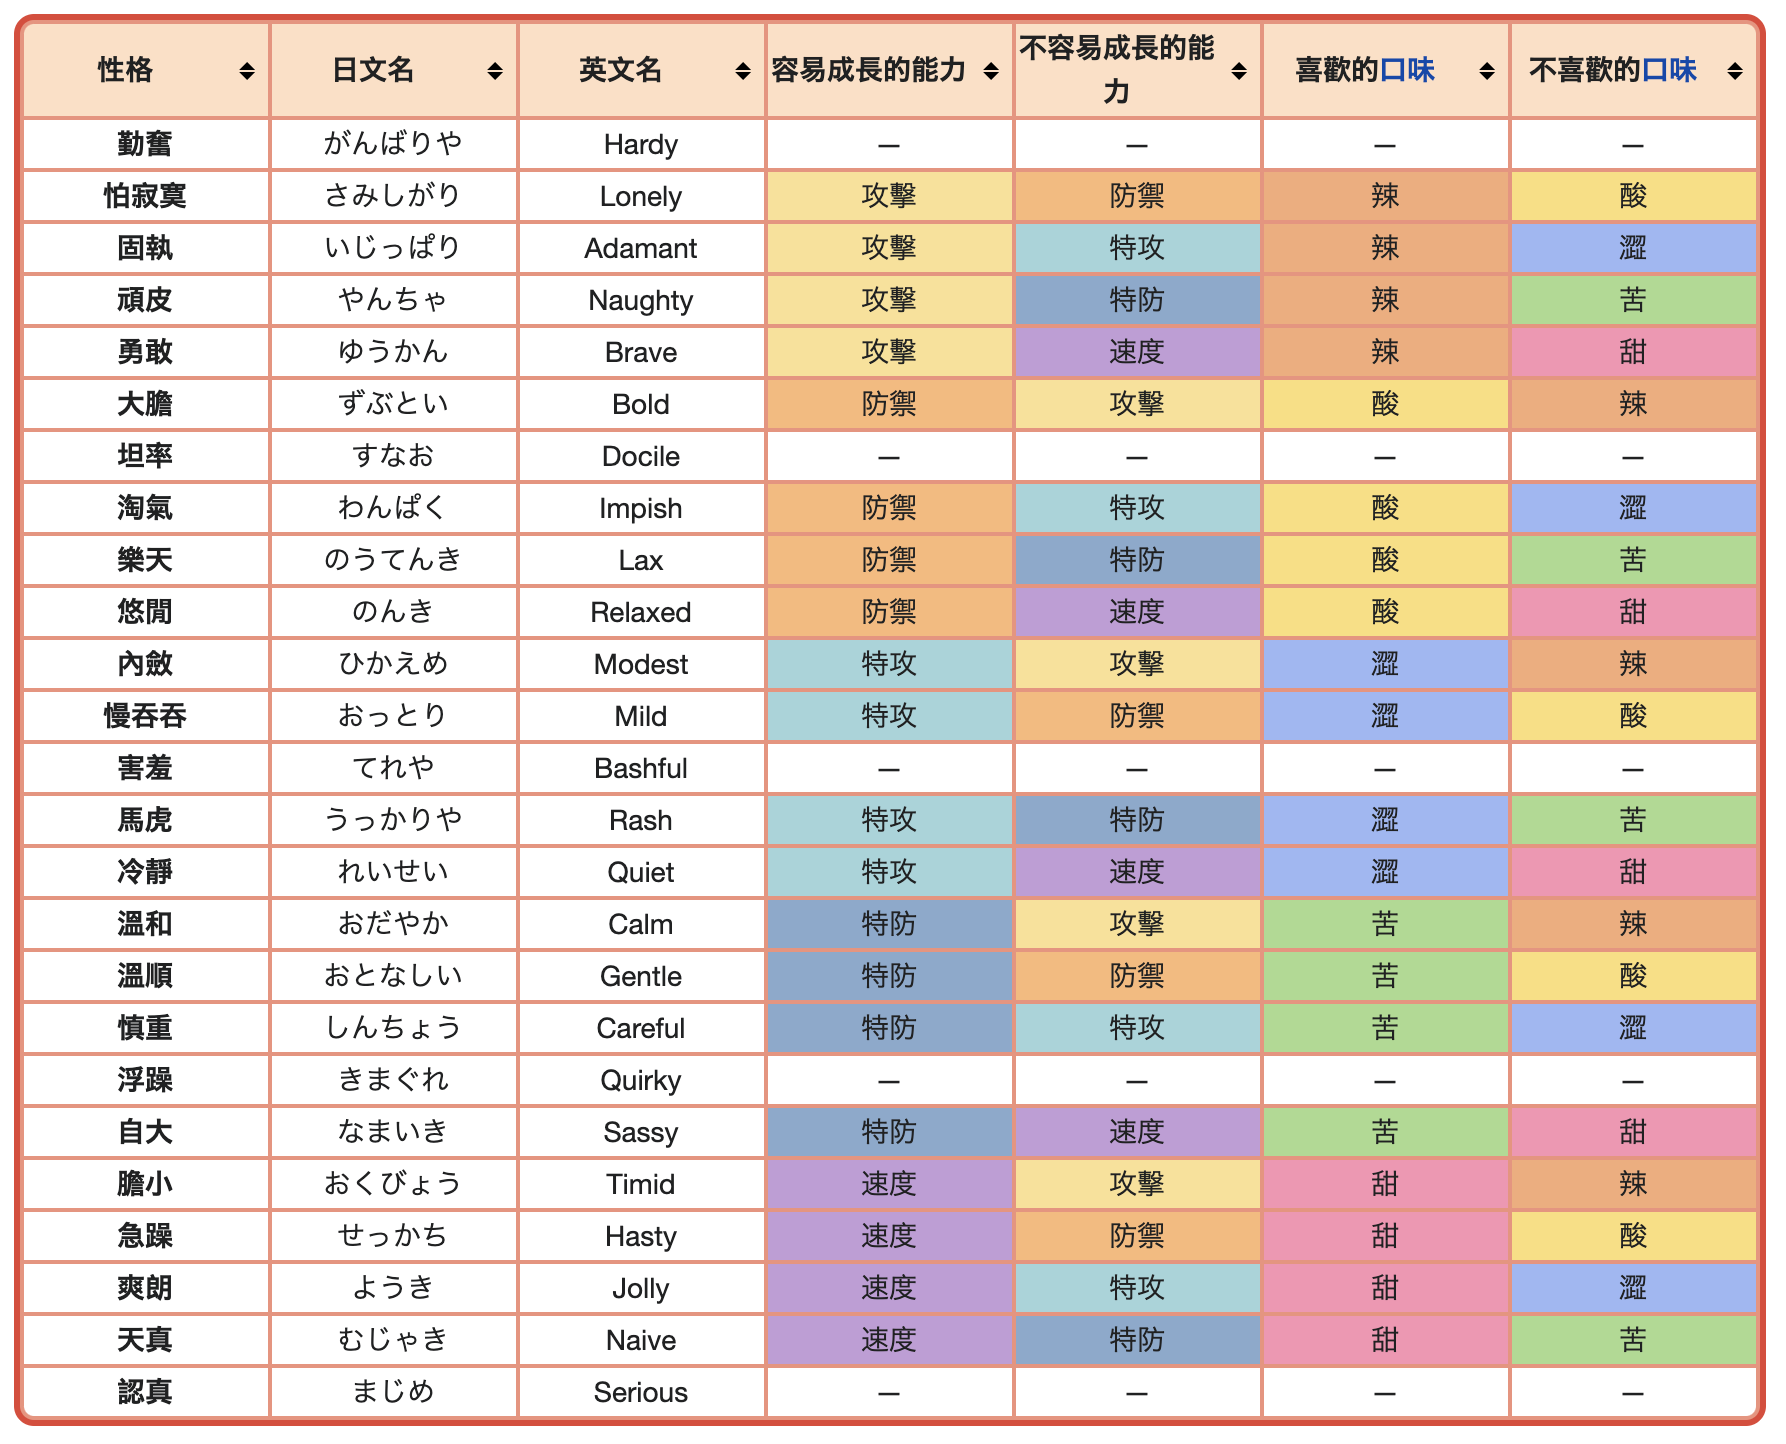 性格 日文名 英文名 容易成長的能力 不容易成長的能力 喜歡的口味 不喜歡的口味
勤奮 がんばりや Hardy — — — —
怕寂寞 さみしがり Lonely 攻擊 防禦 辣 酸
固執 いじっぱり Adamant 攻擊 特攻 辣 澀
頑皮 やんちゃ Naughty 攻擊 特防 辣 苦
勇敢 ゆうかん Brave 攻擊 速度 辣 甜
大膽 ずぶとい Bold 防禦 攻擊 酸 辣
坦率 すなお Docile — — — —
淘氣 わんぱく Impish 防禦 特攻 酸 澀
樂天 のうてんき Lax 防禦 特防 酸 苦
悠閒 のんき Relaxed 防禦 速度 酸 甜
內斂 ひかえめ Modest 特攻 攻擊 澀 辣
慢吞吞 おっとり Mild 特攻 防禦 澀 酸
害羞 てれや Bashful — — — —
馬虎 うっかりや Rash 特攻 特防 澀 苦
冷靜 れいせい Quiet 特攻 速度 澀 甜
溫和 おだやか Calm 特防 攻擊 苦 辣
溫順 おとなしい Gentle 特防 防禦 苦 酸
慎重 しんちょう Careful 特防 特攻 苦 澀
浮躁 きまぐれ Quirky — — — —
自大 なまいき Sassy 特防 速度 苦 甜
膽小 おくびょう Timid 速度 攻擊 甜 辣
急躁 せっかち Hasty 速度 防禦 甜 酸
爽朗 ようき Jolly 速度 特攻 甜 澀
天真 むじゃき Naive 速度 特防 甜 苦
認真 まじめ Serious — — — —